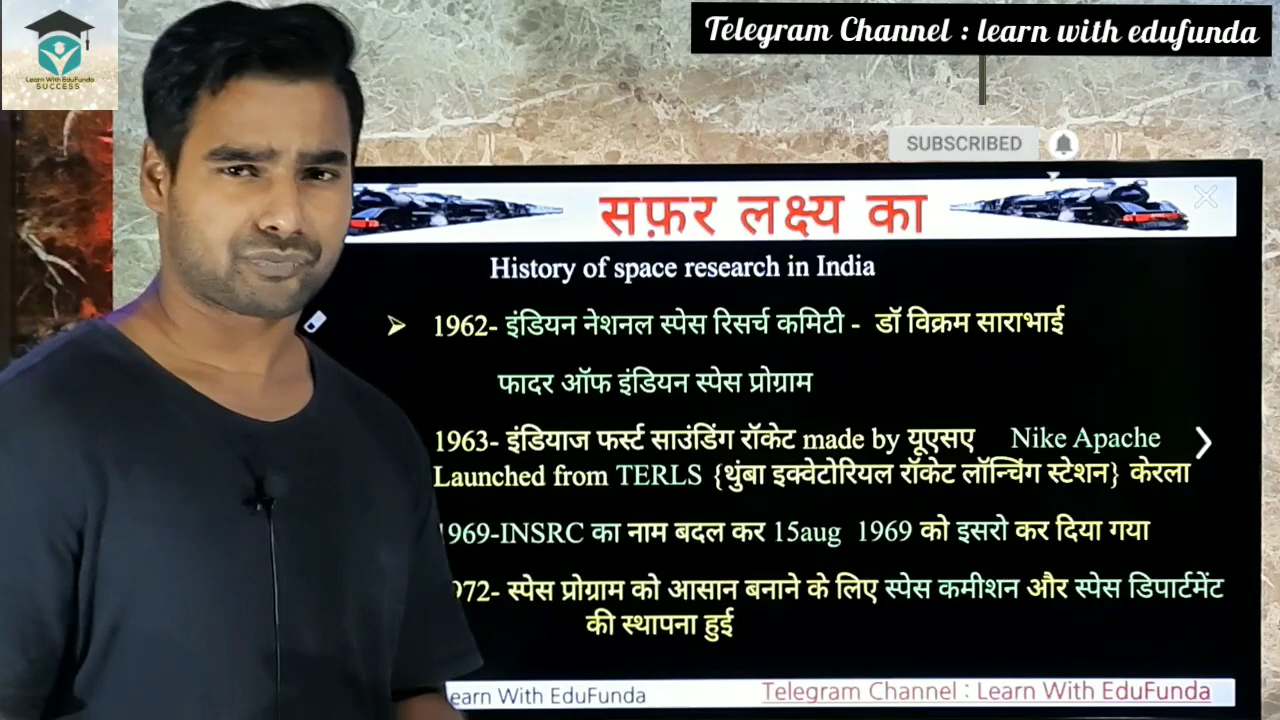 Telegram Channel : learn with edufunda
Learn With EduFunda
SUCCESS
SUBSCRIBED
सफ़र लक्ष्य का
History of space research in India
➢ 1962- इंडियन नेशनल स्पेस रिसर्च कमिटी - डॉ विक्रम साराभाई
फादर ऑफ इंडियन स्पेस प्रोग्राम
1963- इंडियाज फर्स्ट साउंडिंग रॉकेट made by यूएसए Nike Apache
Launched from TERLS {थुंबा इक्वेटोरियल रॉकेट लॉन्चिंग स्टेशन} केरला
969-INSRC का नाम बदल कर 15aug 1969 को इसरो कर दिया गया
72- स्पेस प्रोग्राम को आसान बनाने के लिए स्पेस कमीशन और स्पेस डिपार्टमेंट
की स्थापना हुई
earn With EduFunda
Telegram Channel : Learn With EduFunda